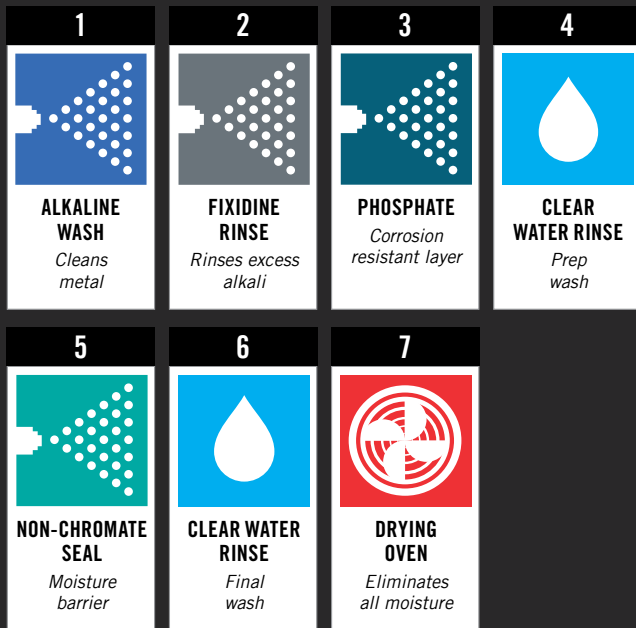 1
ALKALINE
WASH
Cleans
metal
2
FIXIDINE
RINSE
Rinses excess
alkali
3
PHOSPHATE
Corrosion
resistant layer
4
CLEAR
WATER RINSE
Prep
wash
5
NON-CHROMATE
SEAL
Moisture
barrier
6
CLEAR WATER
RINSE
Final
wash
7
DRYING
OVEN
Eliminates
all moisture